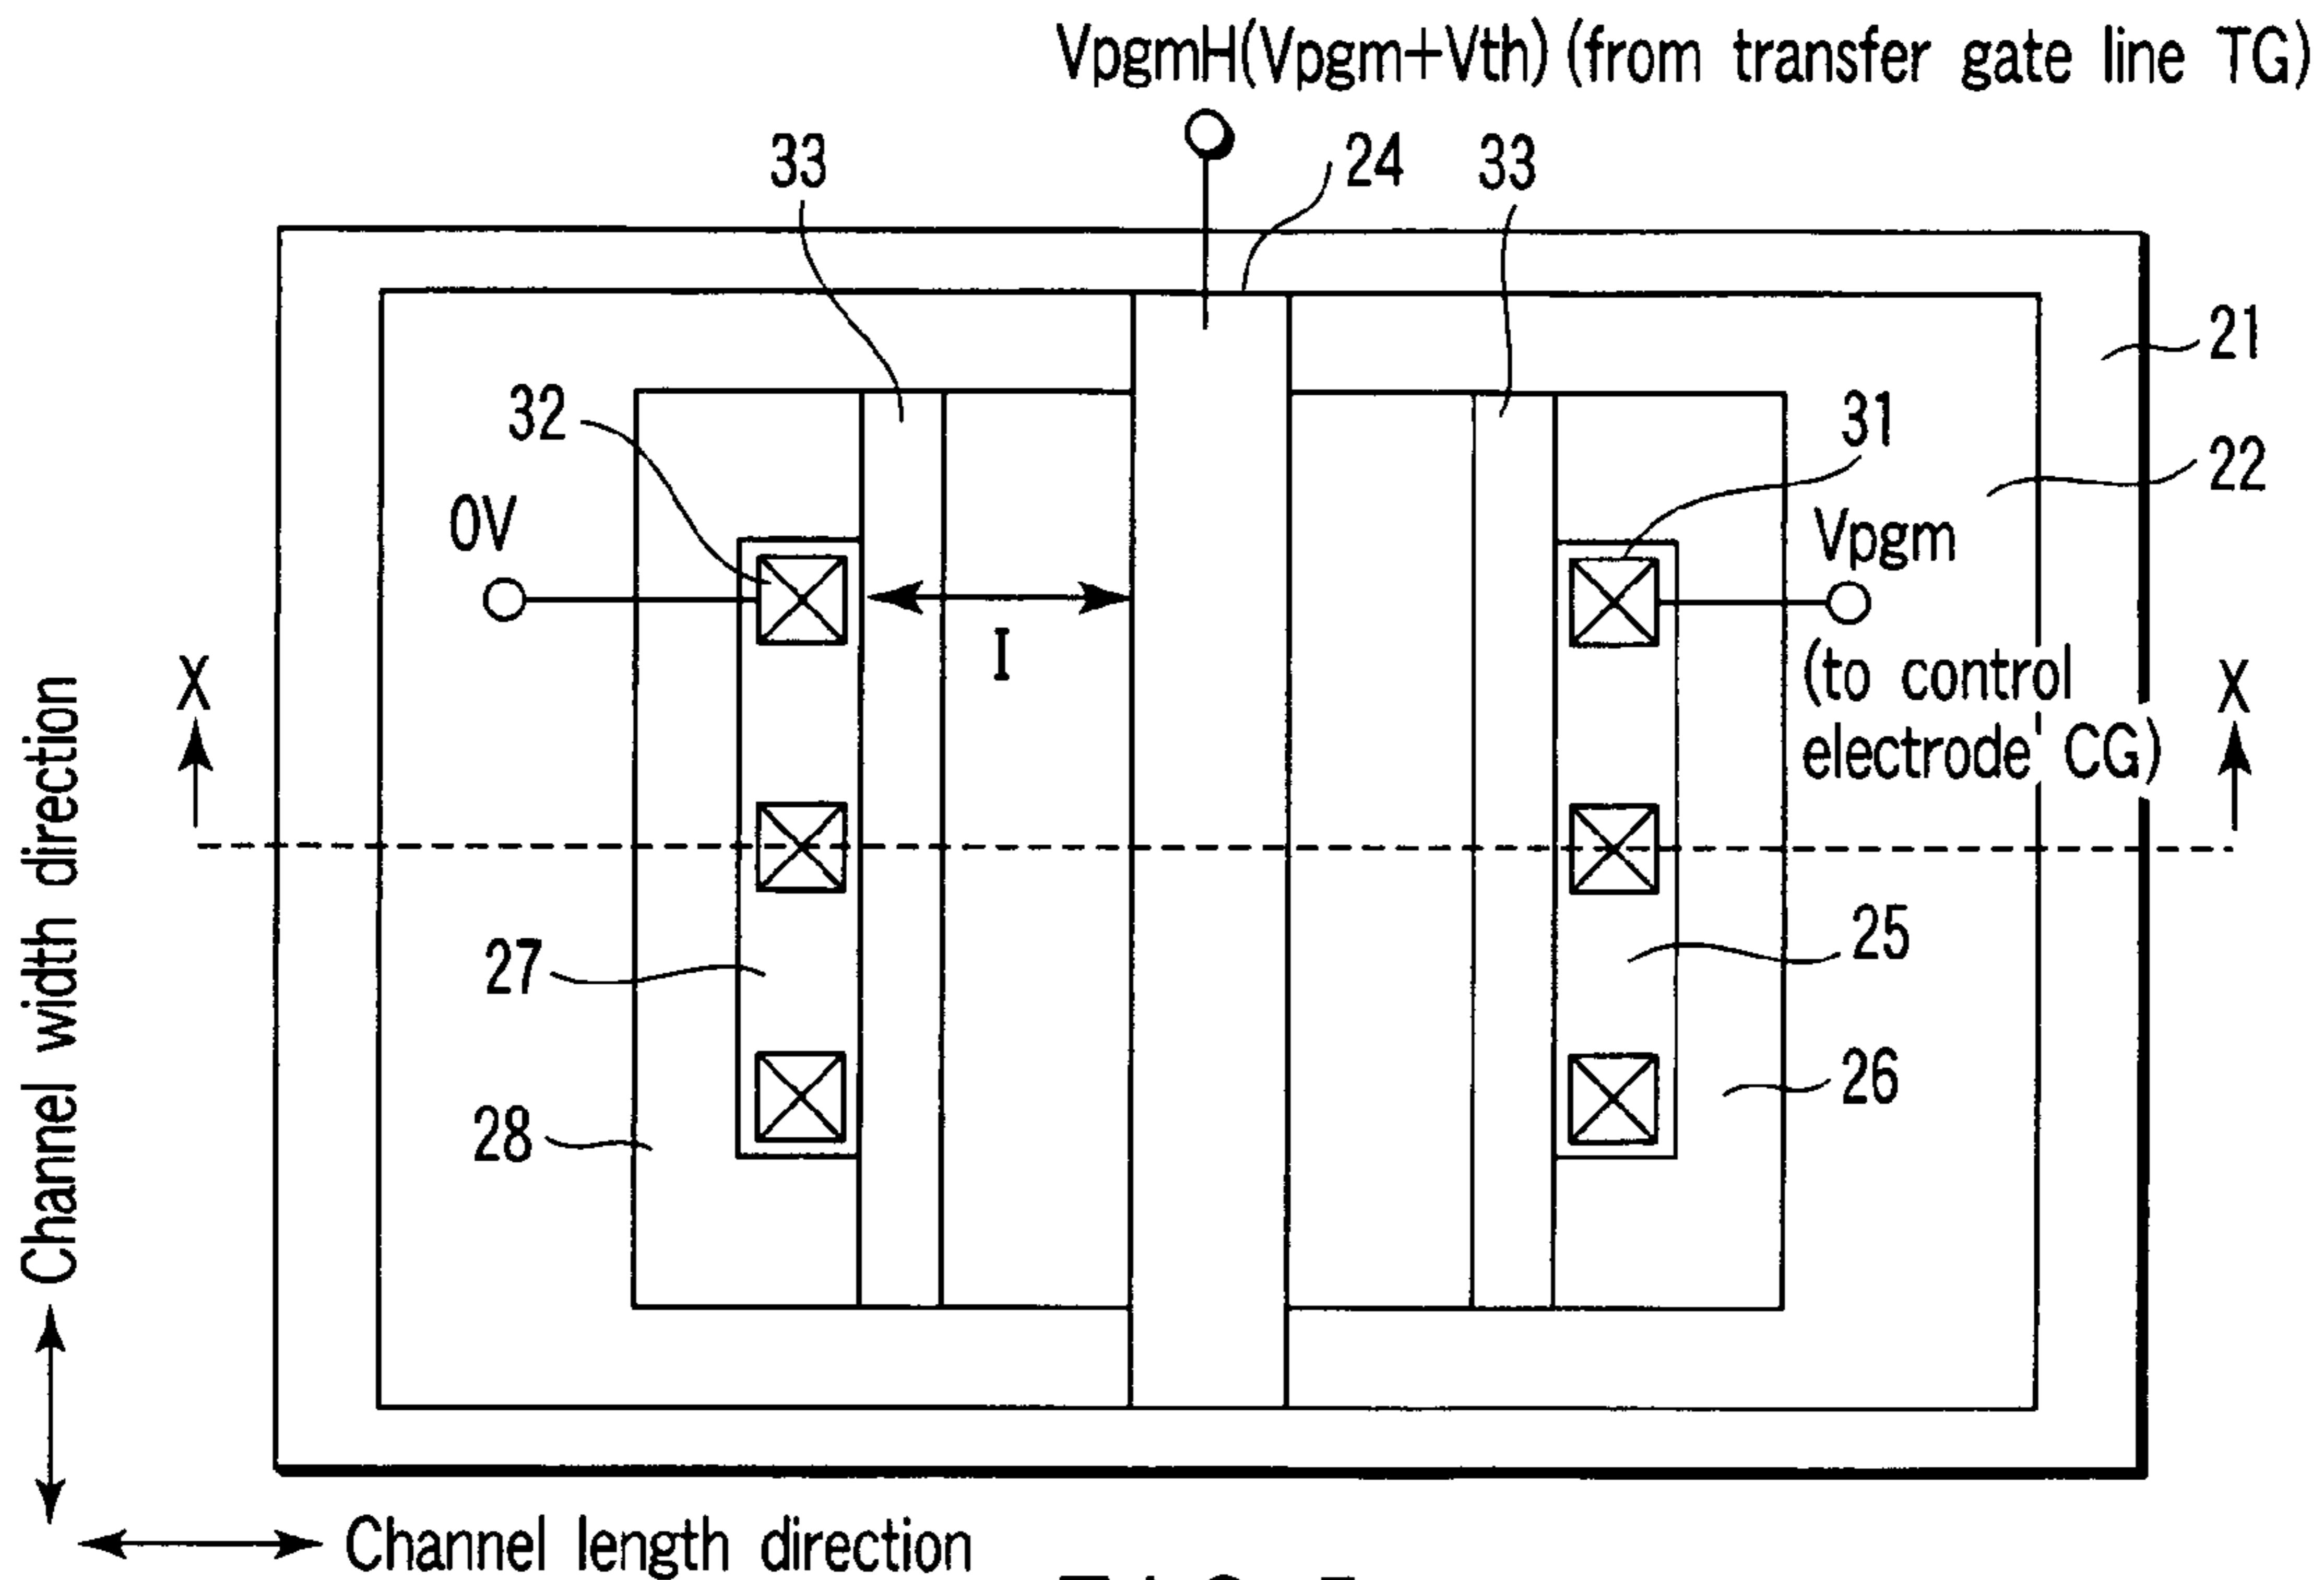 VpgmH(Vpgm+Vth) (from transfer gate line TG)
33
24
33
21
32
31
22
0V
Vpgm
I
X
(to control
electrode CG)
X
Channel width direction
27
25
28
26
Channel length direction